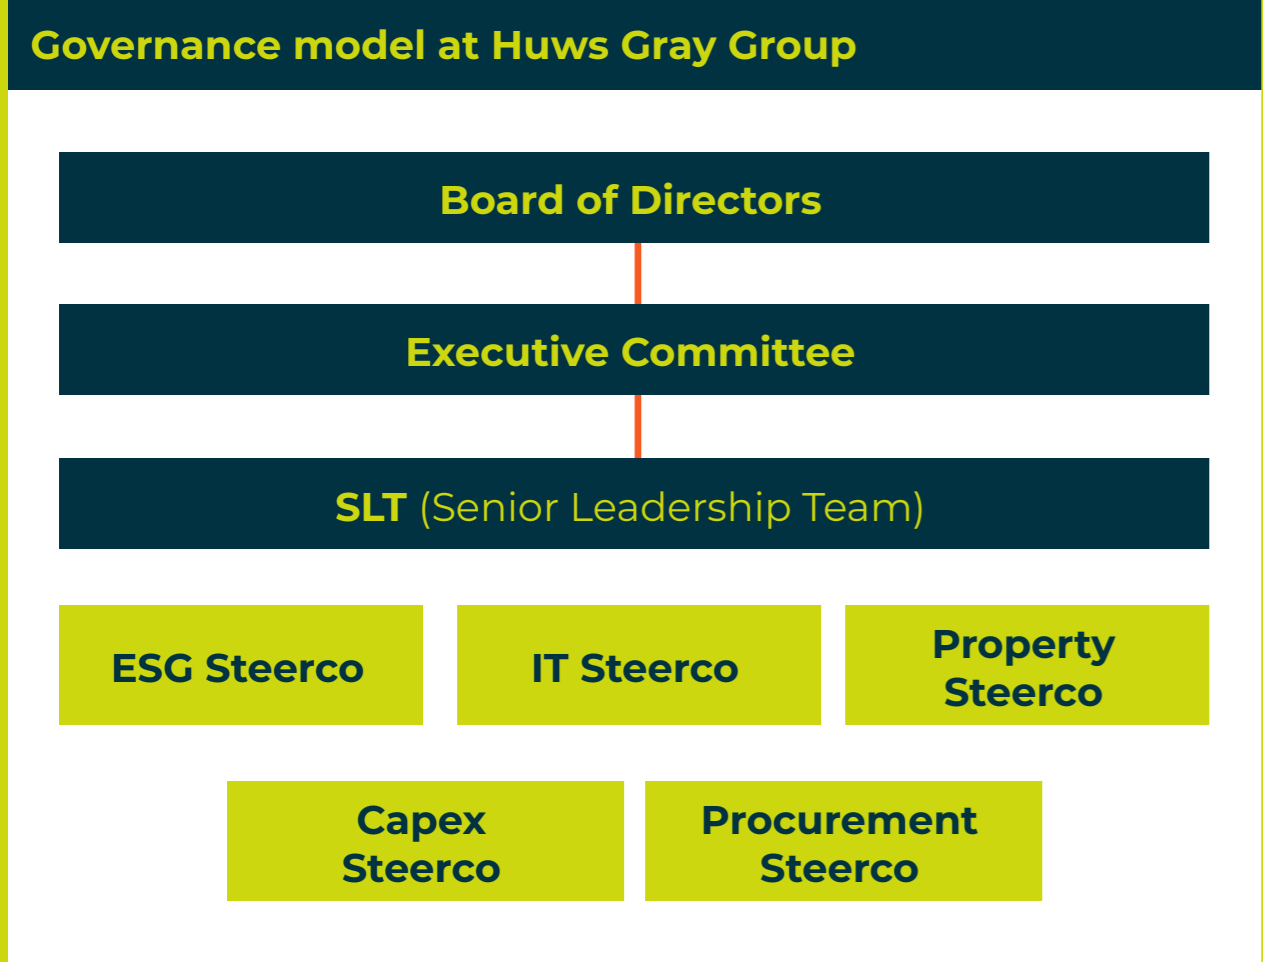 Governance model at Huws Gray Group
Board of Directors
Executive Committee
SLT (Senior Leadership Team)
ESG Steerco
IT Steerco
Property
Steerco
Capex
Steerco
Procurement
Steerco